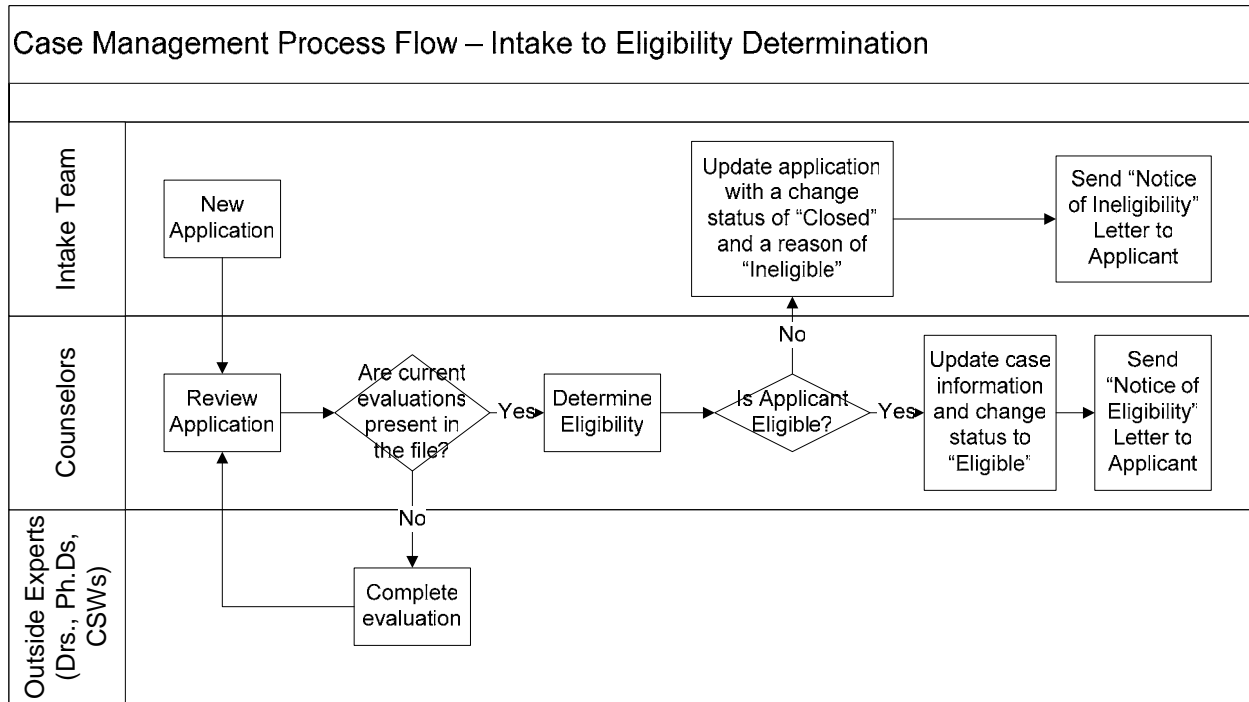 Case Management Process Flow – Intake to Eligibility Determination
Intake Team
New
Application
Update application
with a change
status of “Closed”
and a reason of
“Ineligible”
Send “Notice
of Ineligibility”
Letter to
Applicant
No
Counselors
Review
Application
Are current
evaluations
present in
the file?
Yes
Determine
Eligibility
Is Applicant
Eligible?
Yes
Update case
information
and change
status to
“Eligible”
Send
“Notice of
Eligibility”
Letter to
Applicant
No
Outside Experts
(Drs., Ph.Ds,
CSWs)
Complete
evaluation